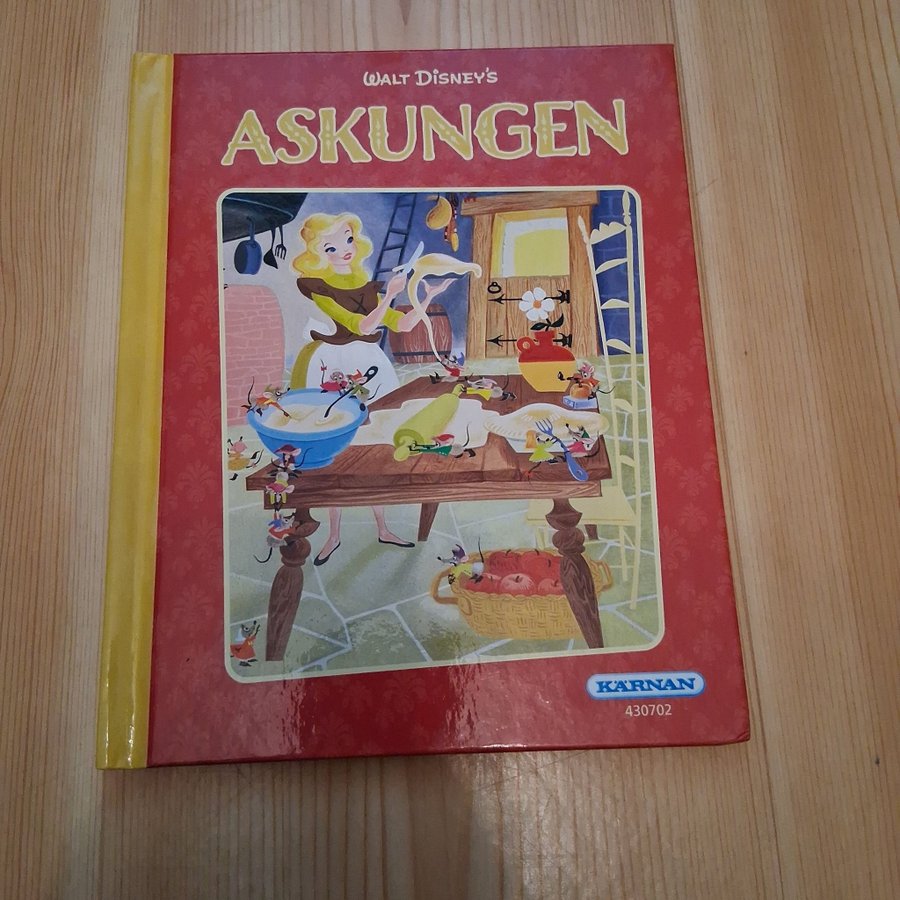 WALT DISNEY'S
ASKUNGEN
KÄRNAN
430702